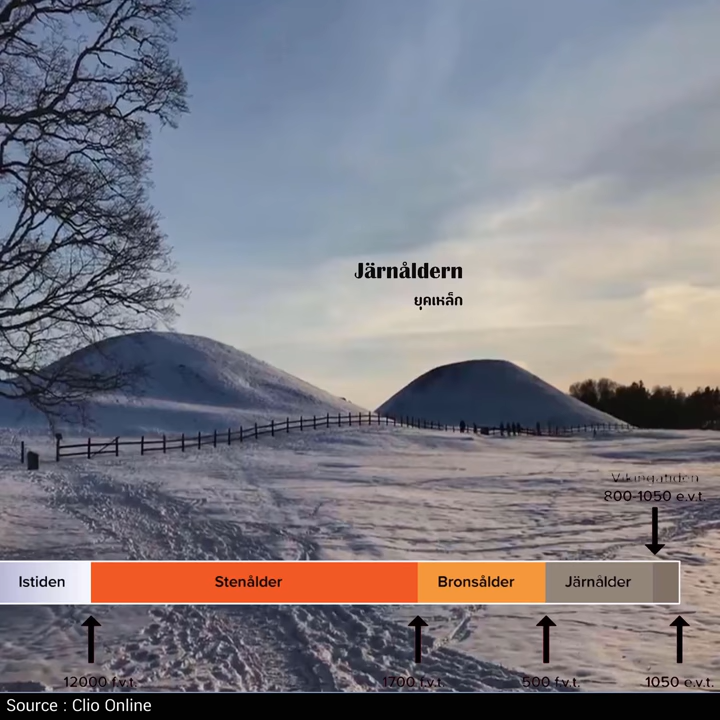 Järnåldern
ยุคเหล็ก
Vikingatiden
800-1050 e.v.t.
Istiden
Stenålder
Bronsålder
Järnålder
12000 f.v.t.
1700 f.v.t.
500 f.v.t.
1050 e.v.t.
Source : Clio Online